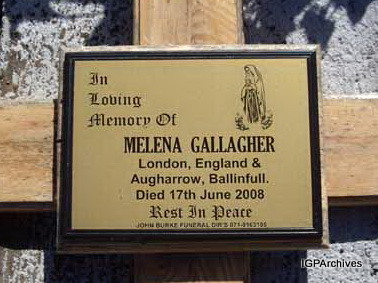 In
Loving
Memory Of
MELENA GALLAGHER
London, England &
Augharrow, Ballinfull.
Died 17th June 2008
Rest In Peace
JOHN BURKE FUNERAL DIR'S 071-9163195
IGPArchives